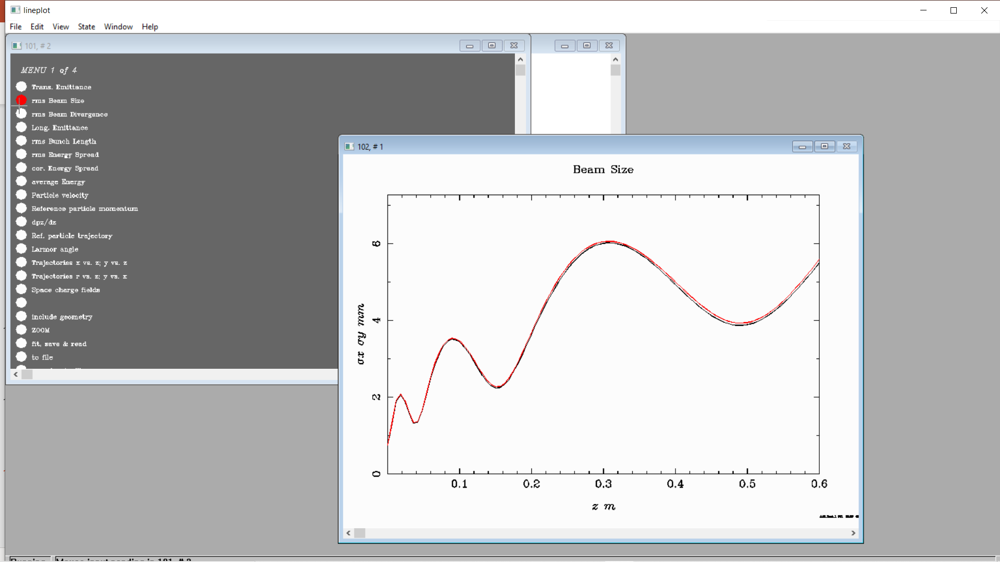 lineplot
File Edit View State Window Help
101, # 2
MENU 1 of 4
Trans. Emittance
rms Beam Size
rms Beam Divergence
Long. Emittance
rms Bunch Length
rms Energy Spread
cor. Energy Spread
average Energy
Particle velocity
Reference particle momentum
dpz/dz
Ref. particle trajectory
Larmor angle
Trajectories x vs. z; y vs. z
Trajectories r vs. z; y vs. x
Space charge fields
include geometry
ZOOM
fit, save & read
to file
102, # 1
Beam Size
6
4
2
0
σx σy mm
0.1 0.2 0.3 0.4 0.5 0.6
z m